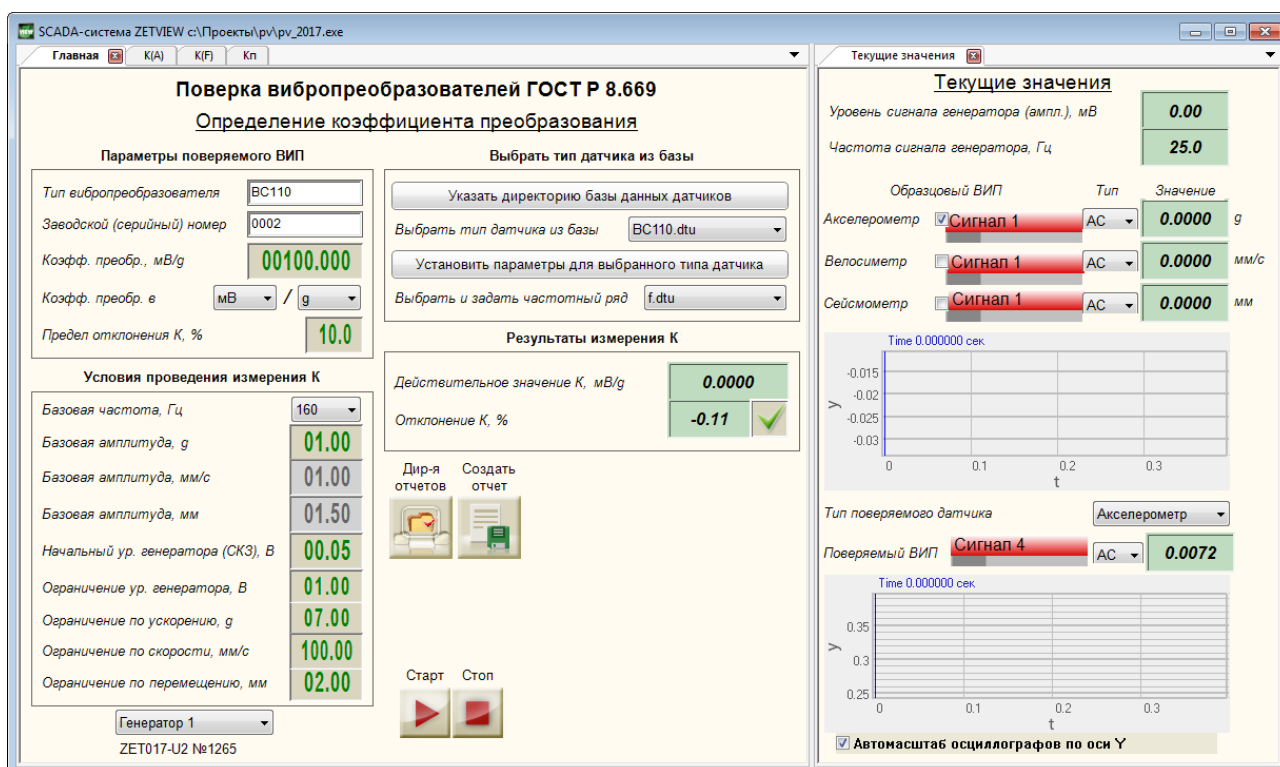 SCADA-система ZETVIEW c:\Проекты\pv\pv_2017.exe
Главная K(A) K(F) Kп
Поверка вибропреобразователей ГОСТ Р 8.669
Определение коэффициента преобразования
Параметры поверяемого ВИП
Тип вибропреобразователя BC110
Заводской (серийный) номер 0002
Коэфф. преобр., мВ/g 00100.000
Коэфф. преобр. в мВ / g
Предел отклонения К, % 10.0
Условия проведения измерения К
Базовая частота, Гц 160
Базовая амплитуда, g 01.00
Базовая амплитуда, мм/с 01.00
Базовая амплитуда, мм 01.50
Начальный ур. генератора (СКЗ), В 00.05
Ограничение ур. генератора, В 01.00
Ограничение по ускорению, g 07.00
Ограничение по скорости, мм/с 100.00
Ограничение по перемещению, мм 02.00
Генератор 1
ZET017-U2 №1265
Выбрать тип датчика из базы
Указать директорию базы данных датчиков
Выбрать тип датчика из базы BC110.dtu
Установить параметры для выбранного типа датчика
Выбрать и задать частотный ряд f.dtu
Результаты измерения К
Действительное значение К, мВ/g 0.0000
Отклонение К, % -0.11
Дир-я Создать
отчетов отчет
Старт Стоп
Текущие значения
Текущие значения
Уровень сигнала генератора (ампл.), мВ 0.00
Частота сигнала генератора, Гц 25.0
Образцовый ВИП Тип Значение
Акселерометр Сигнал 1 AC 0.0000 g
Велосиметр Сигнал 1 AC 0.0000 мм/с
Сейсмометр Сигнал 1 AC 0.0000 мм
Time 0.000000 сек
-0.015
-0.02
-0.025
-0.03
y
0 0.1 0.2 0.3
t
Тип поверяемого датчика Акселерометр
Поверяемый ВИП Сигнал 4 AC 0.0072
Time 0.000000 сек
0.35
0.3
0.25
y
0 0.1 0.2 0.3
t
Автомасштаб осциллографов по оси Y